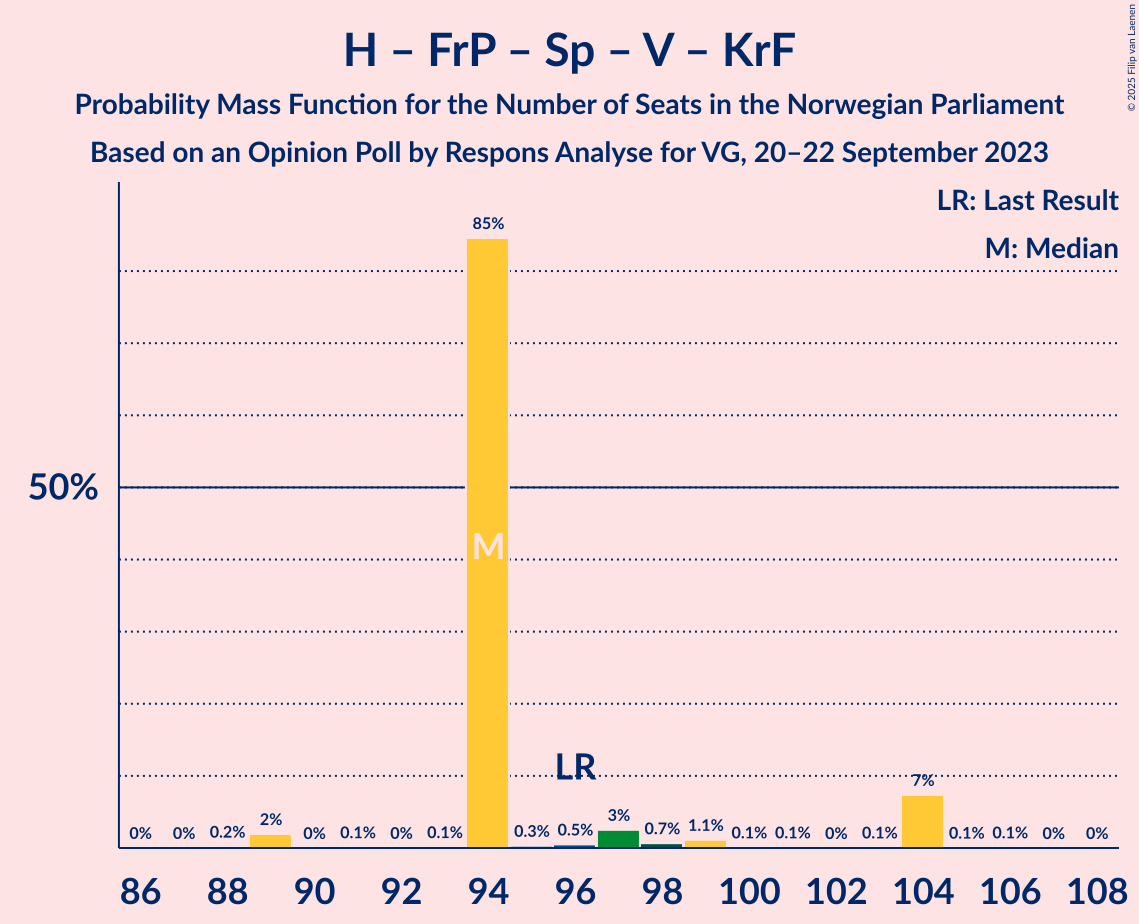 H – FrP – Sp – V – KrF
Probability Mass Function for the Number of Seats in the Norwegian Parliament
Based on an Opinion Poll by Respons Analyse for VG, 20–22 September 2023
© 2025 Filip van Laenen
LR: Last Result
M: Median
85%
50%
M
LR
0% 0% 0.2% 2% 0% 0.1% 0% 0.1% 0.3% 0.5% 3% 0.7% 1.1% 0.1% 0.1% 0% 0.1% 7% 0.1% 0.1% 0% 0%
86 88 90 92 94 96 98 100 102 104 106 108